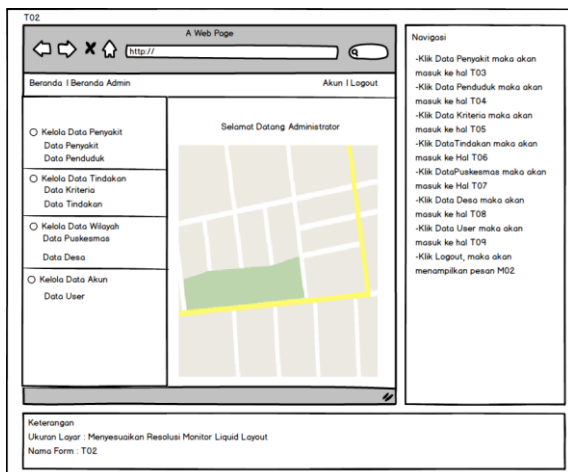 T02
A Web Page
http://
Beranda | Beranda Admin
Akun | Logout
Kelola Data Penyakit
Data Penyakit
Data Penduduk
Kelola Data Tindakan
Data Kriteria
Data Tindakan
Kelola Data Wilayah
Data Puskesmas
Data Desa
Kelola Data Akun
Data User
Selamat Datang Administrator
Navigasi
-Klik Data Penyakit maka akan
masuk ke hal T03
-Klik Data Penduduk maka akan
masuk ke hal T04
-Klik Data Kriteria maka akan
masuk ke hal T05
-Klik DataTindakan maka akan
masuk ke Hal T06
-Klik DataPuskesmas maka akan
masuk ke Hal T07
-Klik Data Desa maka akan
masuk ke hal T08
-Klik Data User maka akan
masuk ke hal T09
-Klik Logout, maka akan
menampilkan pesan M02
Keterangan
Ukuran Layar : Menyesuaikan Resolusi Monitor Liquid Layout
Nama Form : T02